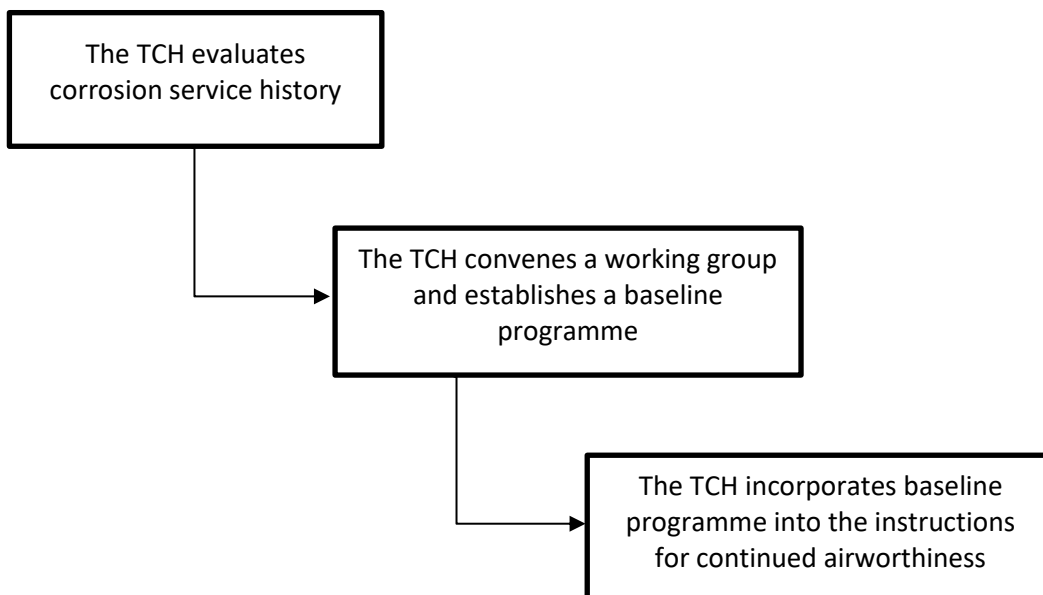 The TCH evaluates
corrosion service history
The TCH convenes a working group
and establishes a baseline
programme
The TCH incorporates baseline
programme into the instructions
for continued airworthiness